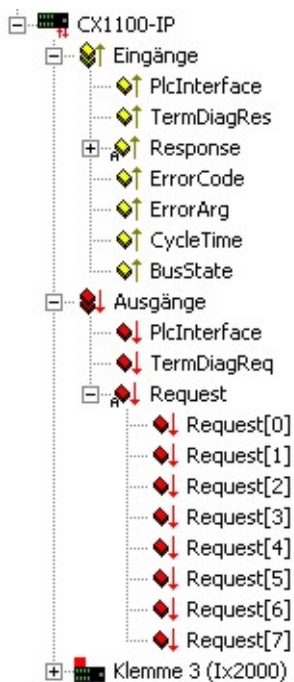 CX1100-IP
Eingänge
PlcInterface
TermDiagRes
Response
ErrorCode
ErrorArg
CycleTime
BusState
Ausgänge
PlcInterface
TermDiagReq
Request
Request[0]
Request[1]
Request[2]
Request[3]
Request[4]
Request[5]
Request[6]
Request[7]
Klemme 3 (Ix2000)